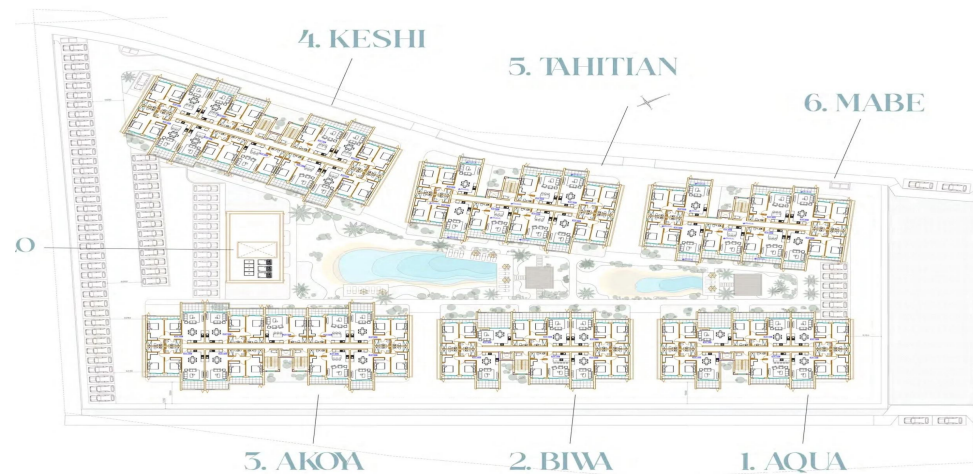 4. KESHI
5. TAHITIAN
6. MABE
O
3. AKOYA
2. BIWA
1. AQUA